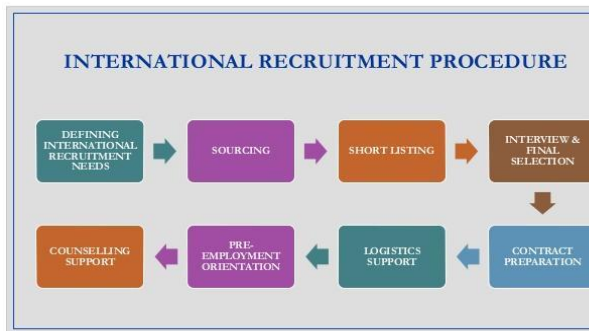 INTERNATIONAL RECRUITMENT PROCEDURE
DEFINING
INTERNATIONAL
RECRUITMENT
NEEDS
SOURCING
SHORT LISTING
INTERVIEW &
FINAL
SELECTION
CONTRACT
PREPARATION
LOGISTICS
SUPPORT
PRE-
EMPLOYMENT
ORIENTATION
COUNSELLING
SUPPORT